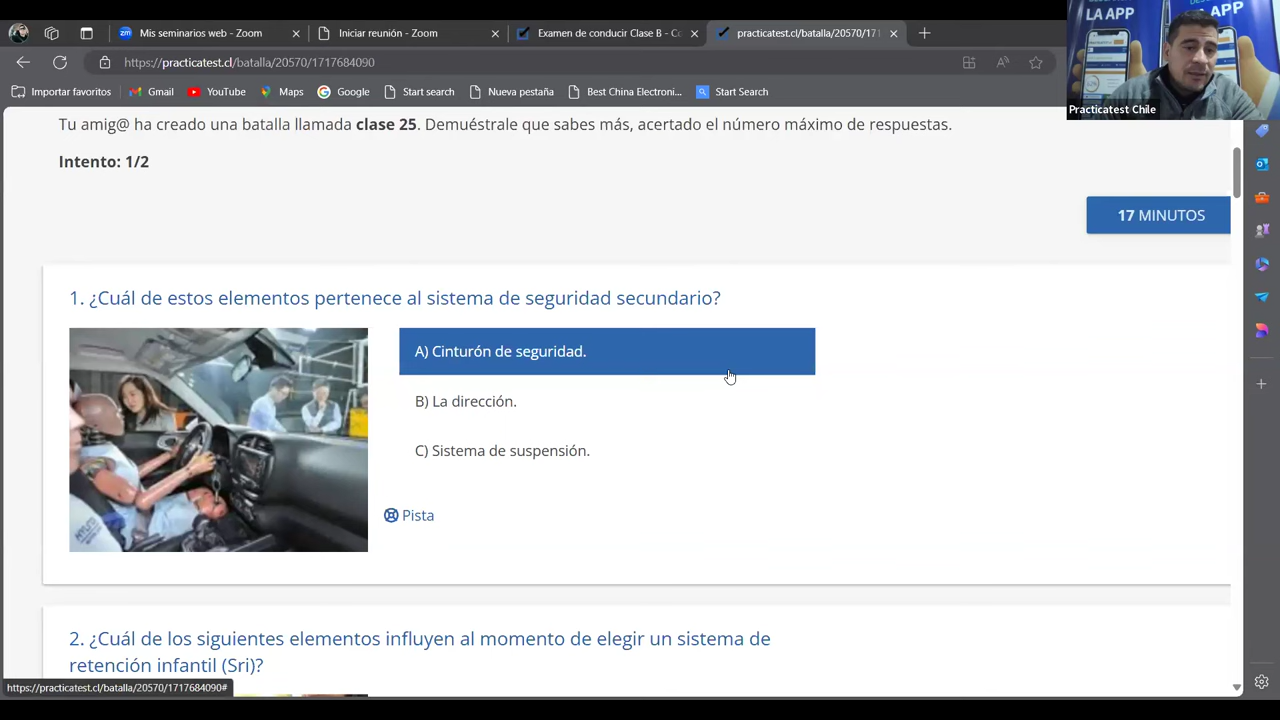 LA APP
LA APP
Mis seminarios web - Zoom
Iniciar reunión - Zoom
Examen de conducir Clase B - Co
practicatest.cl/batalla/20570/171
https://practicatest.cl/batalla/20570/1717684090
Importar favoritos
Gmail
YouTube
Maps
Google
Start search
Nueva pestaña
Best China Electroni...
Start Search
Practicatest Chile
Tu amig@ ha creado una batalla llamada clase 25. Demuéstrale que sabes más, acertado el número máximo de respuestas.
Intento: 1/2
17 MINUTOS
1. ¿Cuál de estos elementos pertenece al sistema de seguridad secundario?
A) Cinturón de seguridad.
B) La dirección.
C) Sistema de suspensión.
Pista
2. ¿Cuál de los siguientes elementos influyen al momento de elegir un sistema de
retención infantil (Sri)?
https://practicatest.cl/batalla/20570/1717684090#